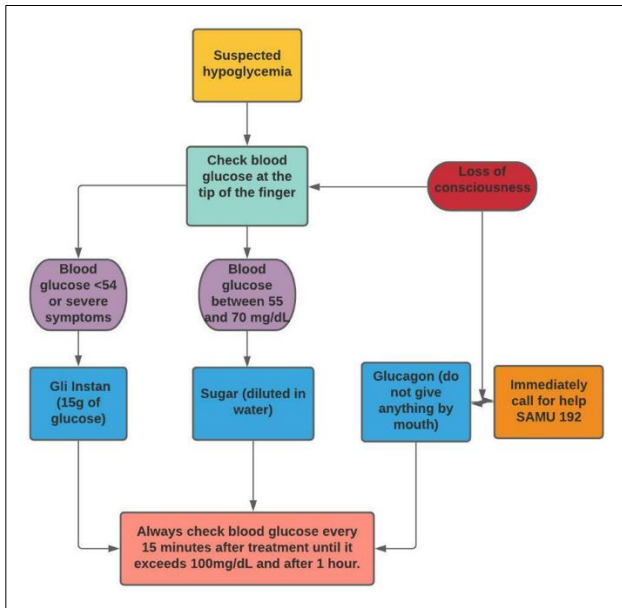 Suspected
hypoglycemia
Check blood
glucose at the
tip of the finger
Loss of
consciousness
Blood
glucose <54
or severe
symptoms
Blood
glucose
between 55
and 70 mg/dL
Gli Instan
(15g of
glucose)
Sugar (diluted in
water)
Glucagon (do
not give
anything by
mouth)
Immediately
call for help
SAMU 192
Always check blood glucose every
15 minutes after treatment until it
exceeds 100mg/dL and after 1 hour.